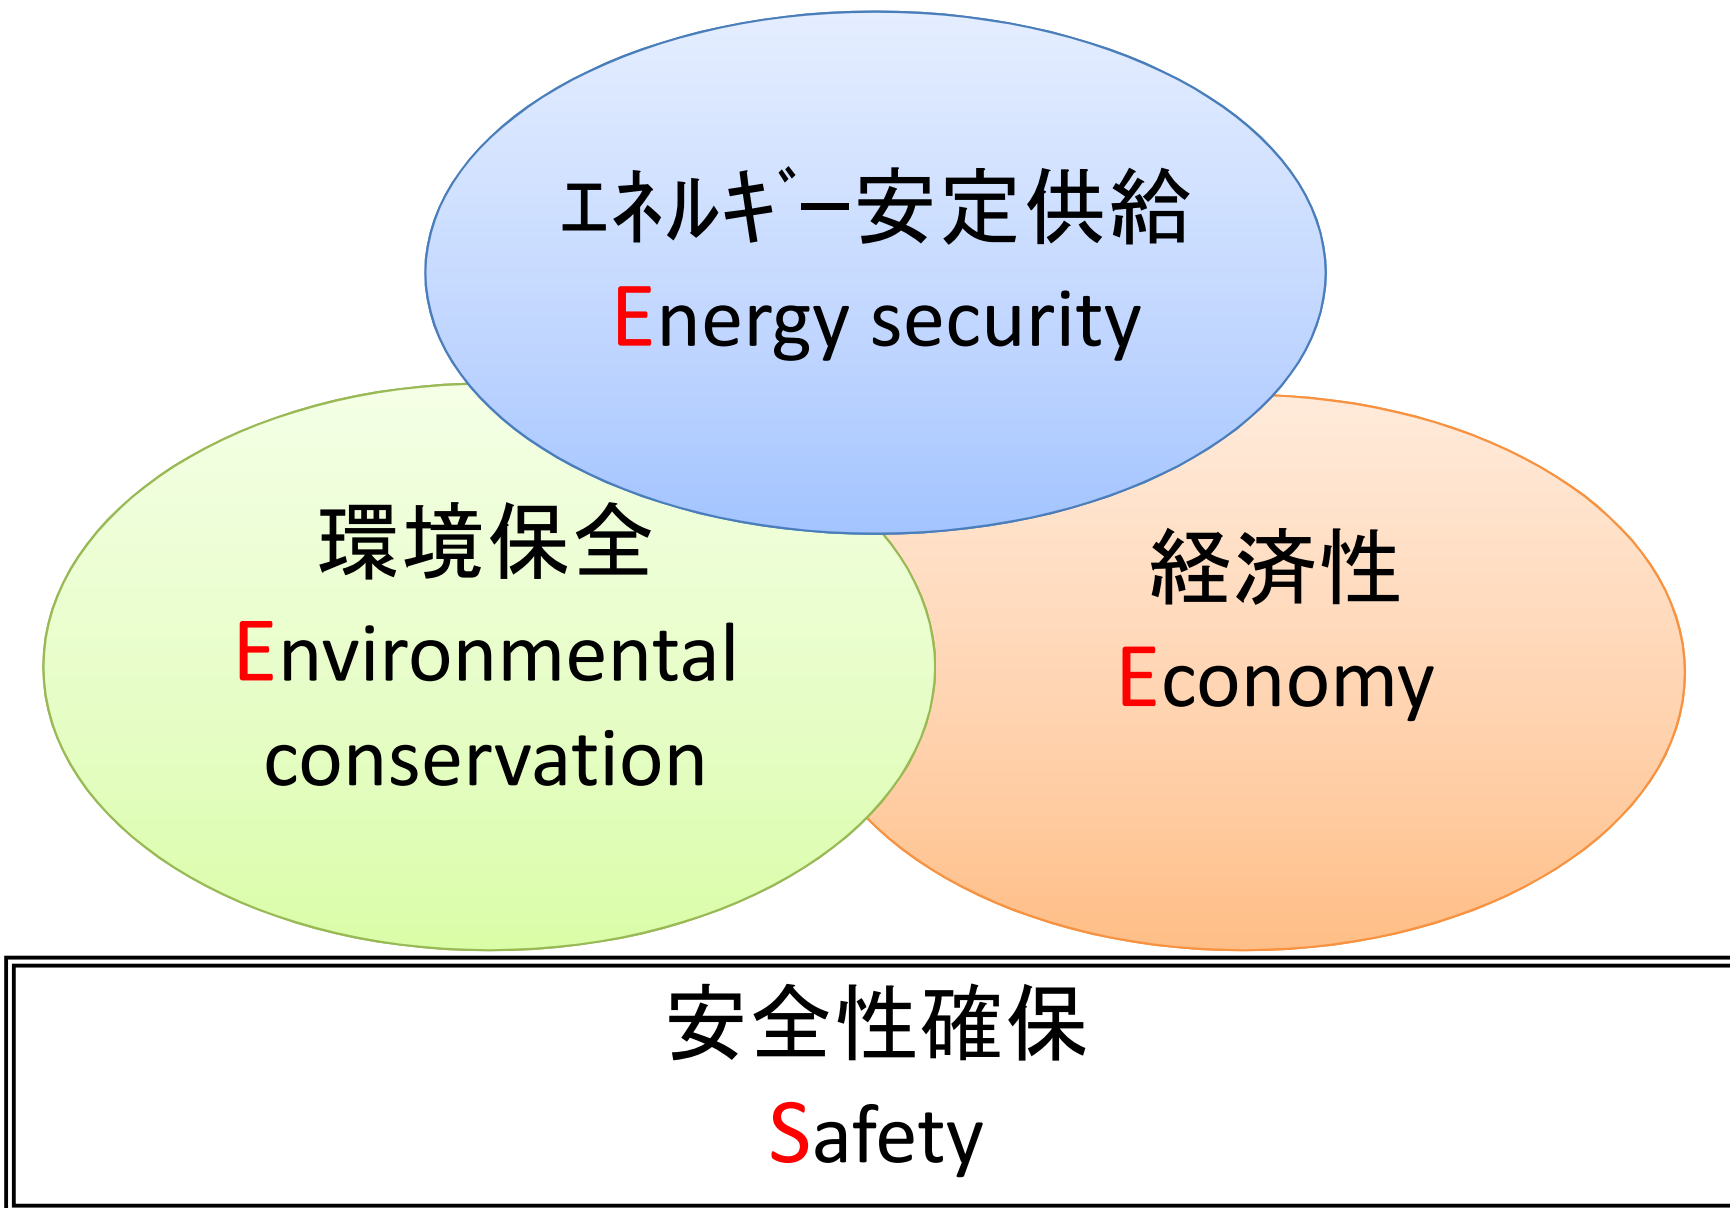 ｴﾈﾙｷﾞｰ安定供給
Energy security
環境保全
Environmental
conservation
経済性
Economy
安全性確保
Safety